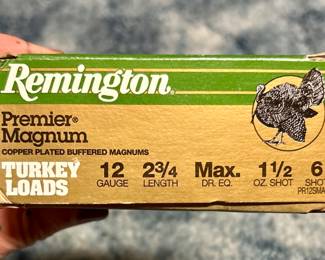 Remington®
Premier®
Magnum
COPPER PLATED BUFFERED MAGNUMS
TURKEY LOADS
12 GAUGE 2¾ LENGTH Max. DR. EQ. 1½ OZ. SHOT 6 SHOT